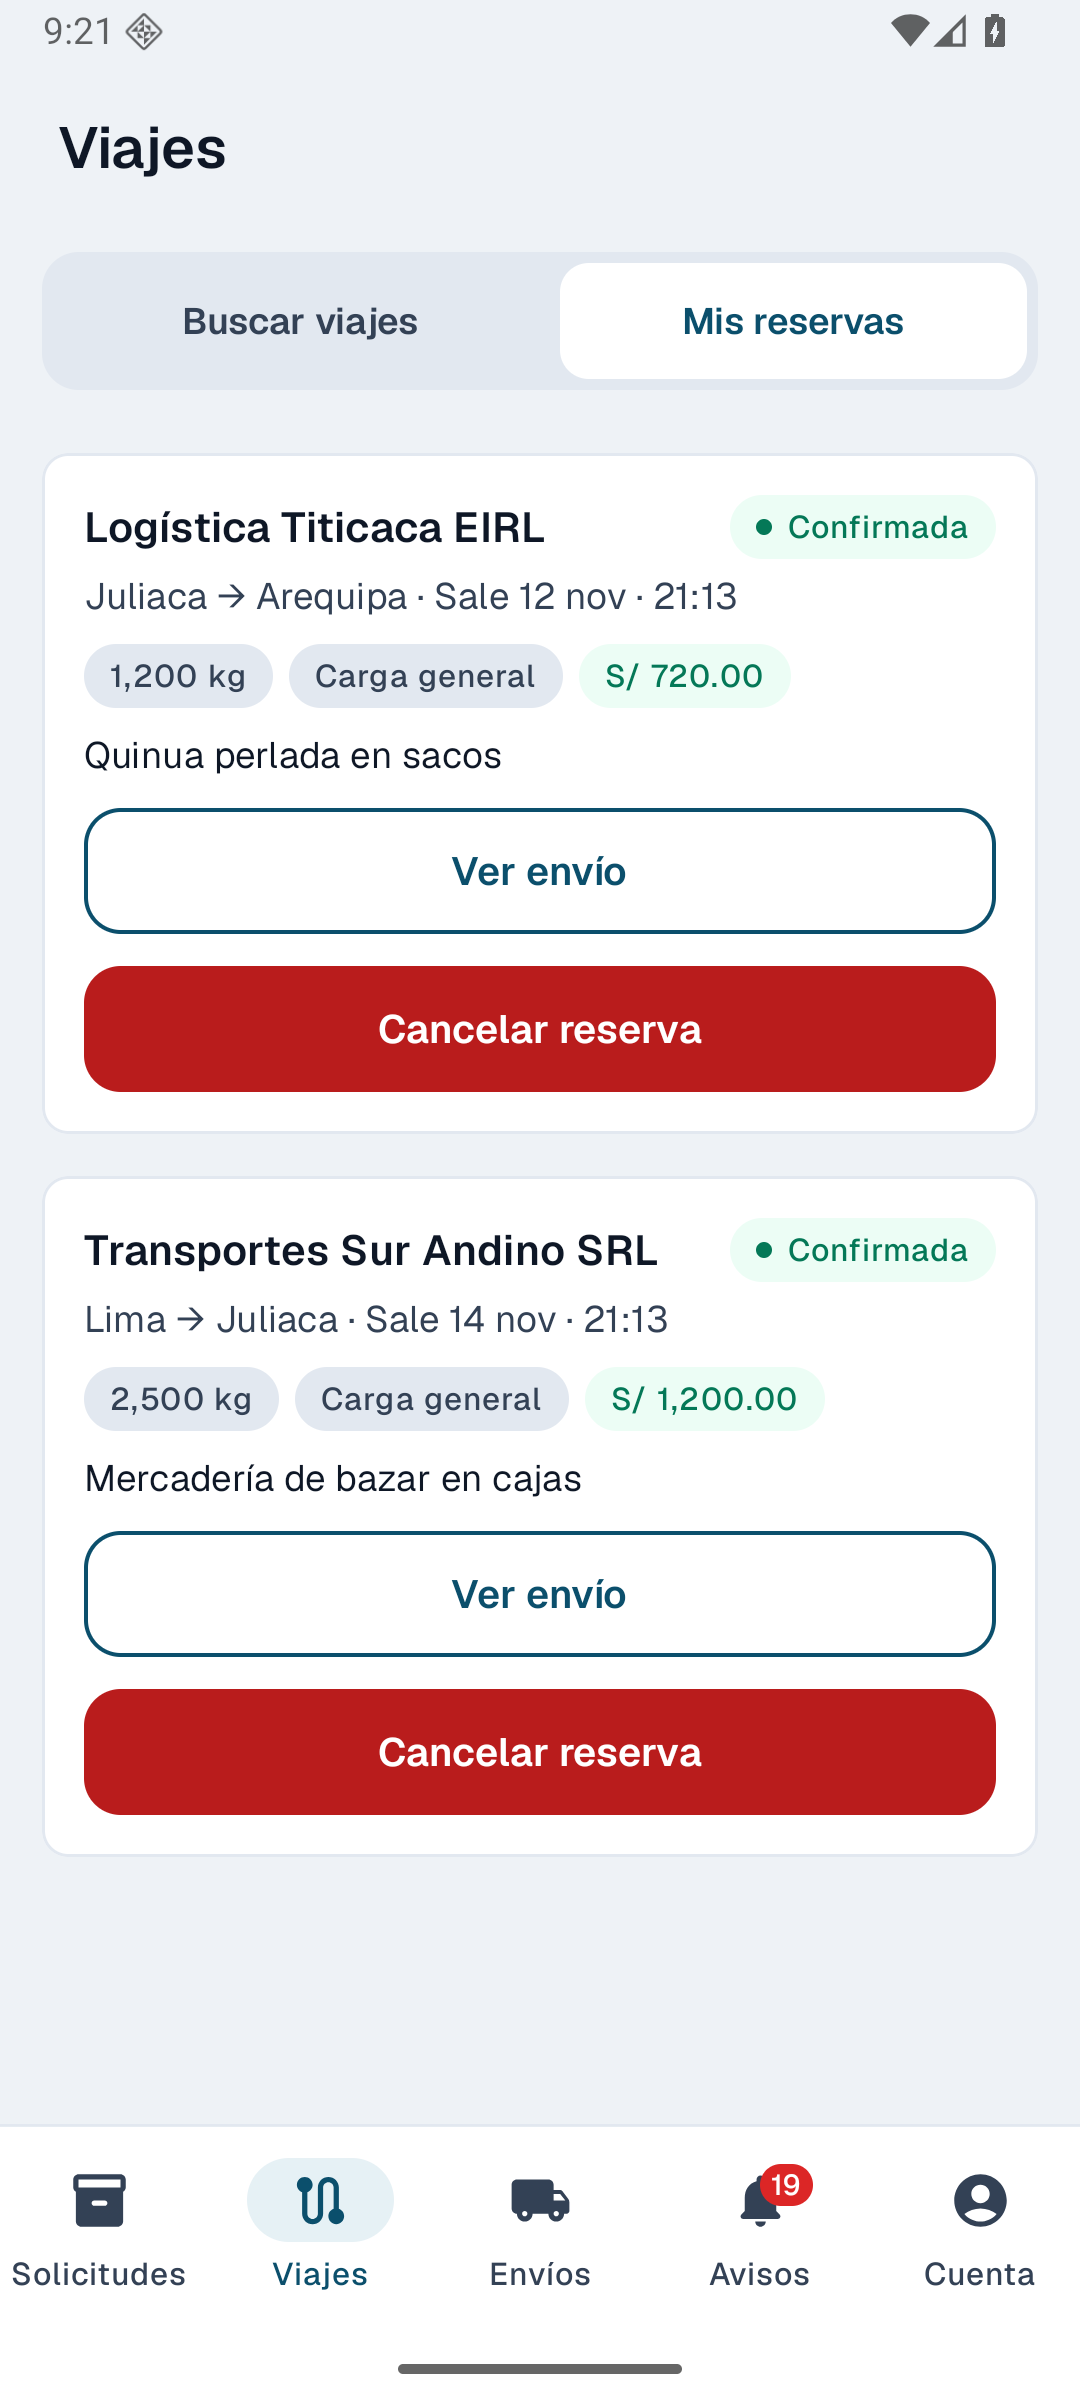 9:21
Viajes
Buscar viajes
Mis reservas
Logística Titicaca EIRL
Confirmada
Juliaca → Arequipa · Sale 12 nov · 21:13
1,200 kg
Carga general
S/ 720.00
Quinua perlada en sacos
Ver envío
Cancelar reserva
Transportes Sur Andino SRL
Confirmada
Lima → Juliaca · Sale 14 nov · 21:13
2,500 kg
Carga general
S/ 1,200.00
Mercadería de bazar en cajas
Ver envío
Cancelar reserva
19
Solicitudes
Viajes
Envíos
Avisos
Cuenta